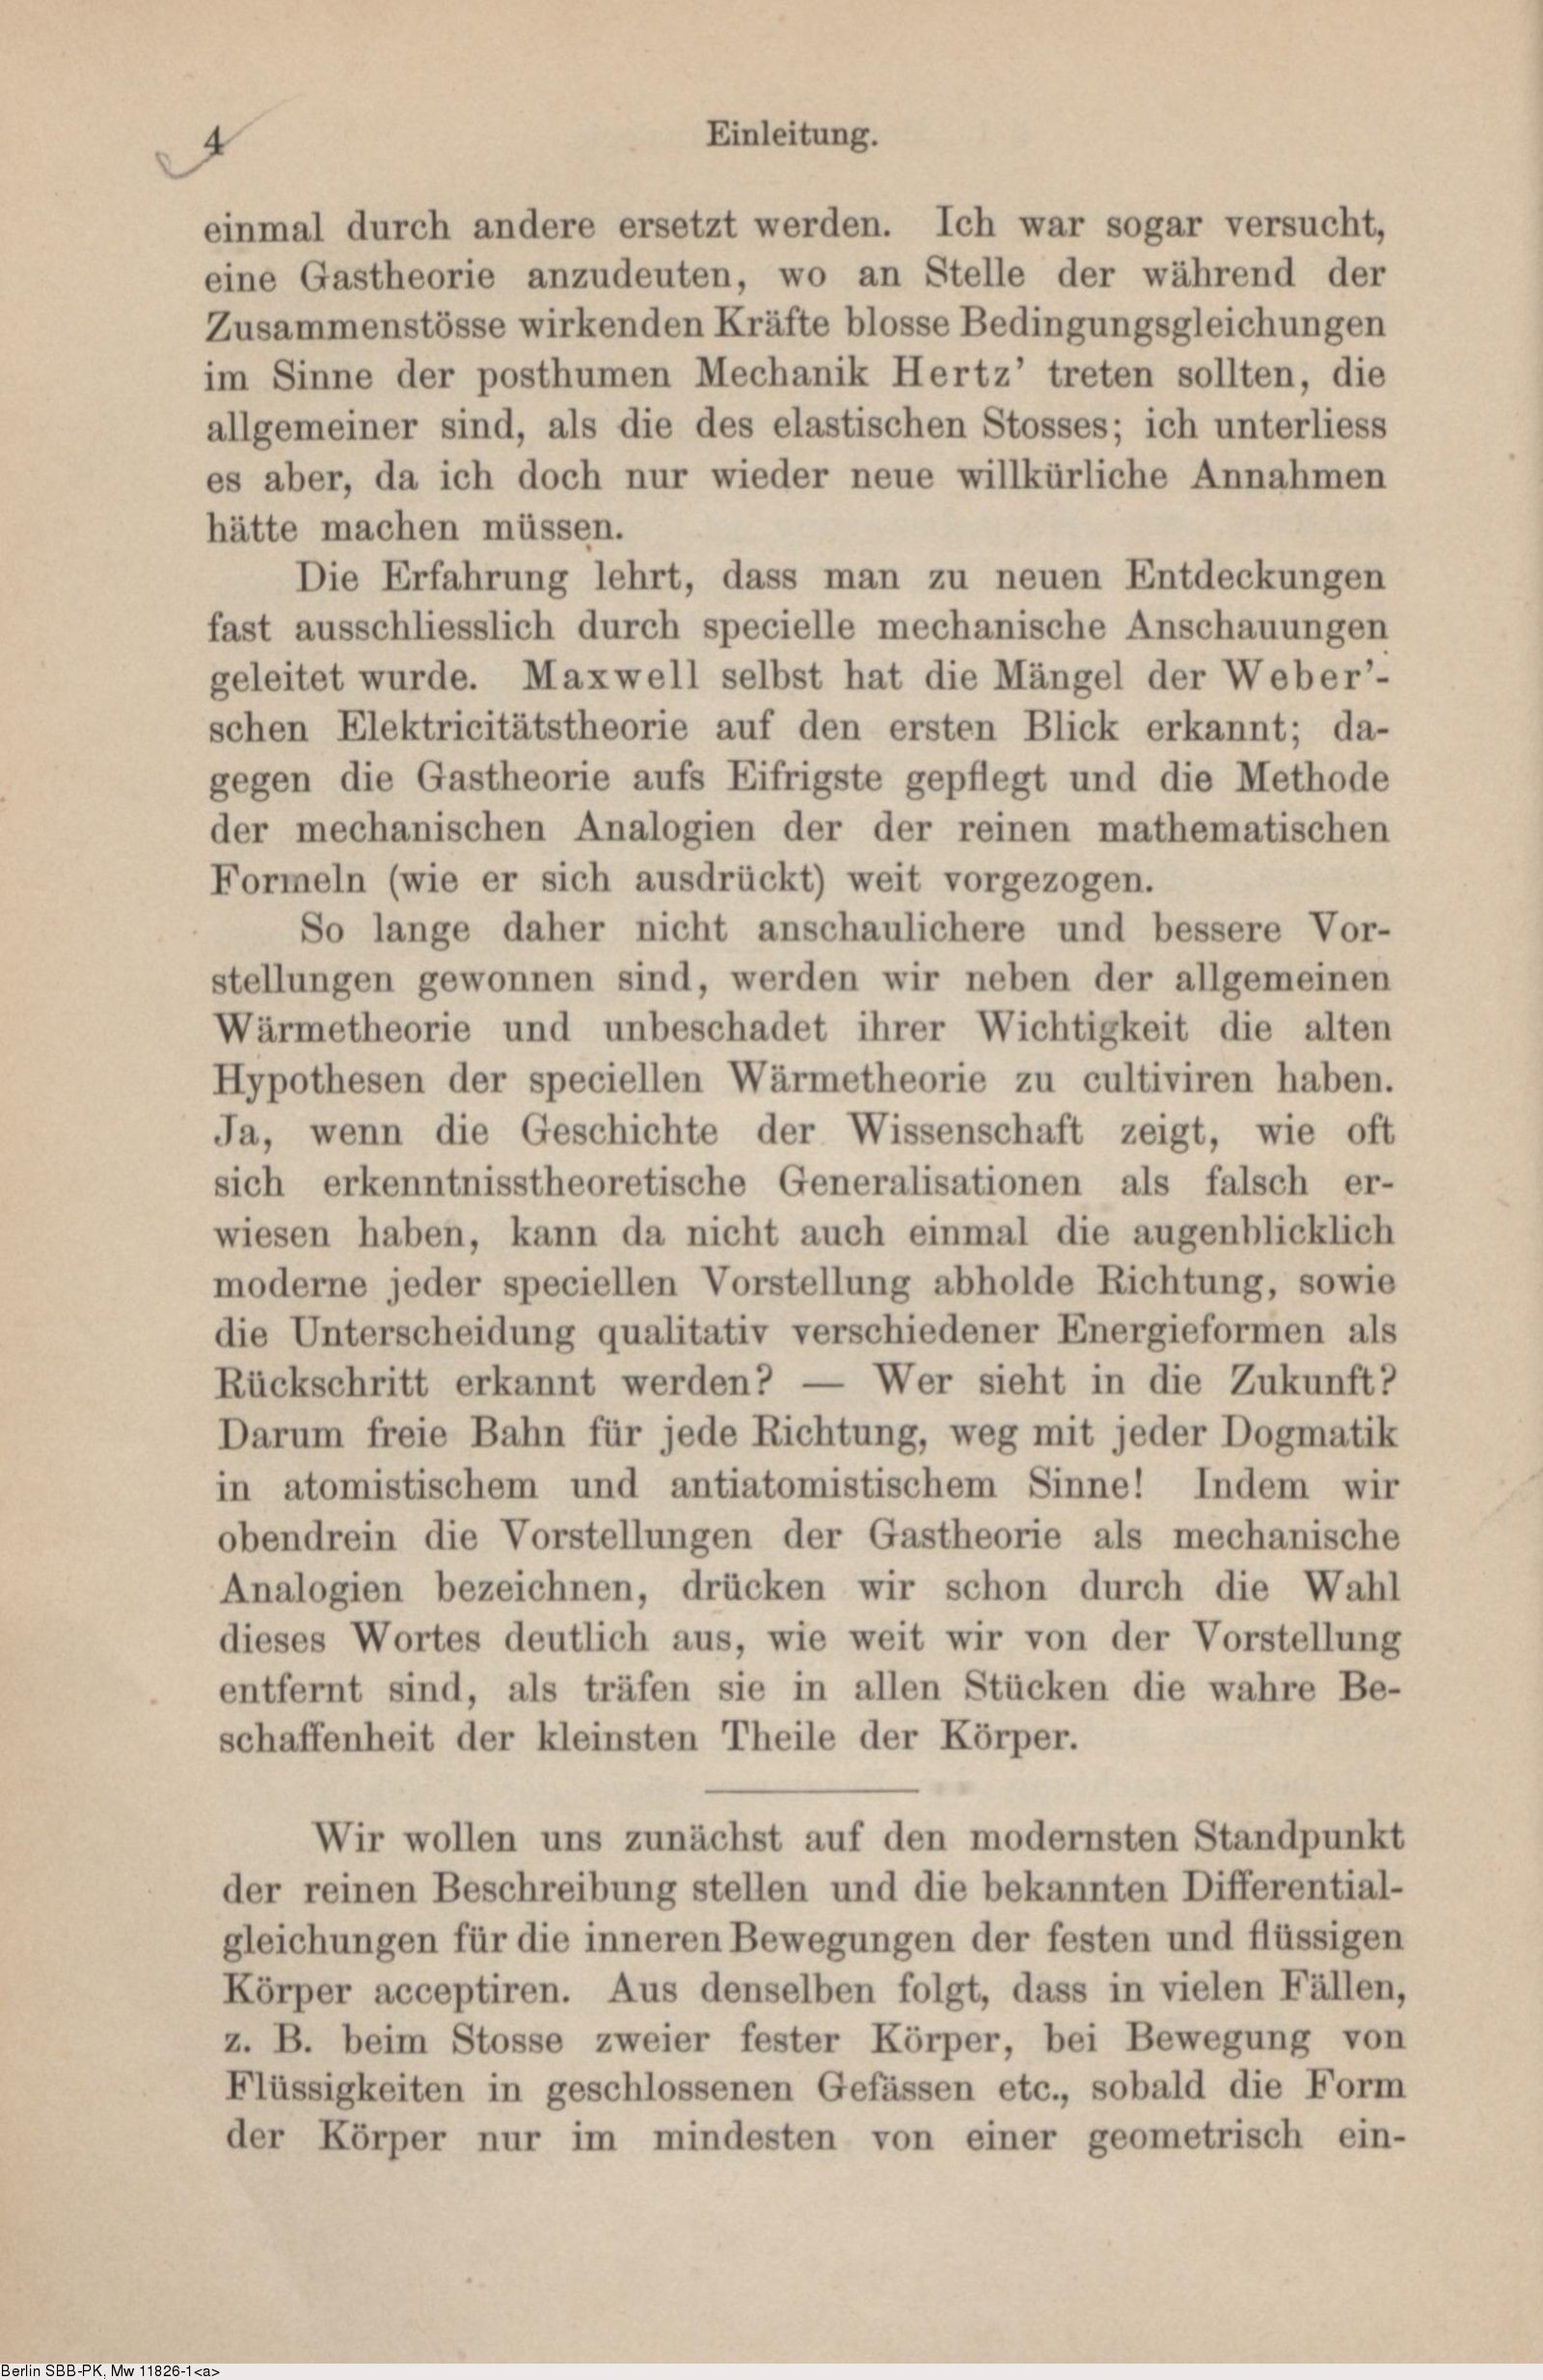 4
Einleitung.
einmal durch andere ersetzt werden. Ich war sogar versucht,
eine Gastheorie anzudeuten, wo an Stelle der während der
Zusammenstösse wirkenden Kräfte blosse Bedingungsgleichungen
im Sinne der posthumen Mechanik Hertz’ treten sollten, die
allgemeiner sind, als die des elastischen Stosses; ich unterliess
es aber, da ich doch nur wieder neue willkürliche Annahmen
hätte machen müssen.
Die Erfahrung lehrt, dass man zu neuen Entdeckungen
fast ausschliesslich durch specielle mechanische Anschauungen
geleitet wurde. Maxwell selbst hat die Mängel der Weber’-
schen Elektricitätstheorie auf den ersten Blick erkannt; da-
gegen die Gastheorie aufs Eifrigste gepflegt und die Methode
der mechanischen Analogien der der reinen mathematischen
Formeln (wie er sich ausdrückt) weit vorgezogen.
So lange daher nicht anschaulichere und bessere Vor-
stellungen gewonnen sind, werden wir neben der allgemeinen
Wärmetheorie und unbeschadet ihrer Wichtigkeit die alten
Hypothesen der speciellen Wärmetheorie zu cultiviren haben.
Ja, wenn die Geschichte der Wissenschaft zeigt, wie oft
sich erkenntnisstheoretische Generalisationen als falsch er-
wiesen haben, kann da nicht auch einmal die augenblicklich
moderne jeder speciellen Vorstellung abholde Richtung, sowie
die Unterscheidung qualitativ verschiedener Energieformen als
Rückschritt erkannt werden? — Wer sieht in die Zukunft?
Darum freie Bahn für jede Richtung, weg mit jeder Dogmatik
in atomistischem und antiatomistischem Sinne! Indem wir
obendrein die Vorstellungen der Gastheorie als mechanische
Analogien bezeichnen, drücken wir schon durch die Wahl
dieses Wortes deutlich aus, wie weit wir von der Vorstellung
entfernt sind, als träfen sie in allen Stücken die wahre Be-
schaffenheit der kleinsten Theile der Körper.
Wir wollen uns zunächst auf den modernsten Standpunkt
der reinen Beschreibung stellen und die bekannten Differential-
gleichungen für die inneren Bewegungen der festen und flüssigen
Körper acceptiren. Aus denselben folgt, dass in vielen Fällen,
z. B. beim Stosse zweier fester Körper, bei Bewegung von
Flüssigkeiten in geschlossenen Gefässen etc., sobald die Form
der Körper nur im mindesten von einer geometrisch ein-
Berlin SBB-PK, Mw 11826-1<a>